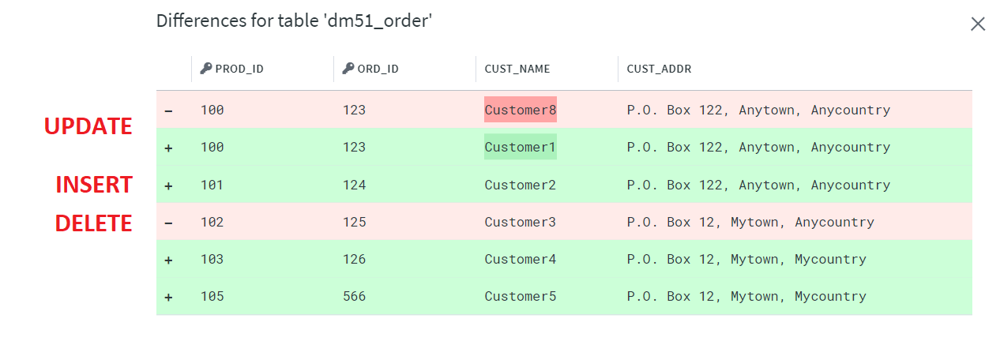 Differences for table 'dm51_order'
PROD_ID ORD_ID CUST_NAME CUST_ADDR
− 100 123 Customer8 P.O. Box 122, Anytown, Anycountry
UPDATE
+ 100 123 Customer1 P.O. Box 122, Anytown, Anycountry
INSERT + 101 124 Customer2 P.O. Box 122, Anytown, Anycountry
DELETE − 102 125 Customer3 P.O. Box 12, Mytown, Anycountry
+ 103 126 Customer4 P.O. Box 12, Mytown, Mycountry
+ 105 566 Customer5 P.O. Box 12, Mytown, Mycountry